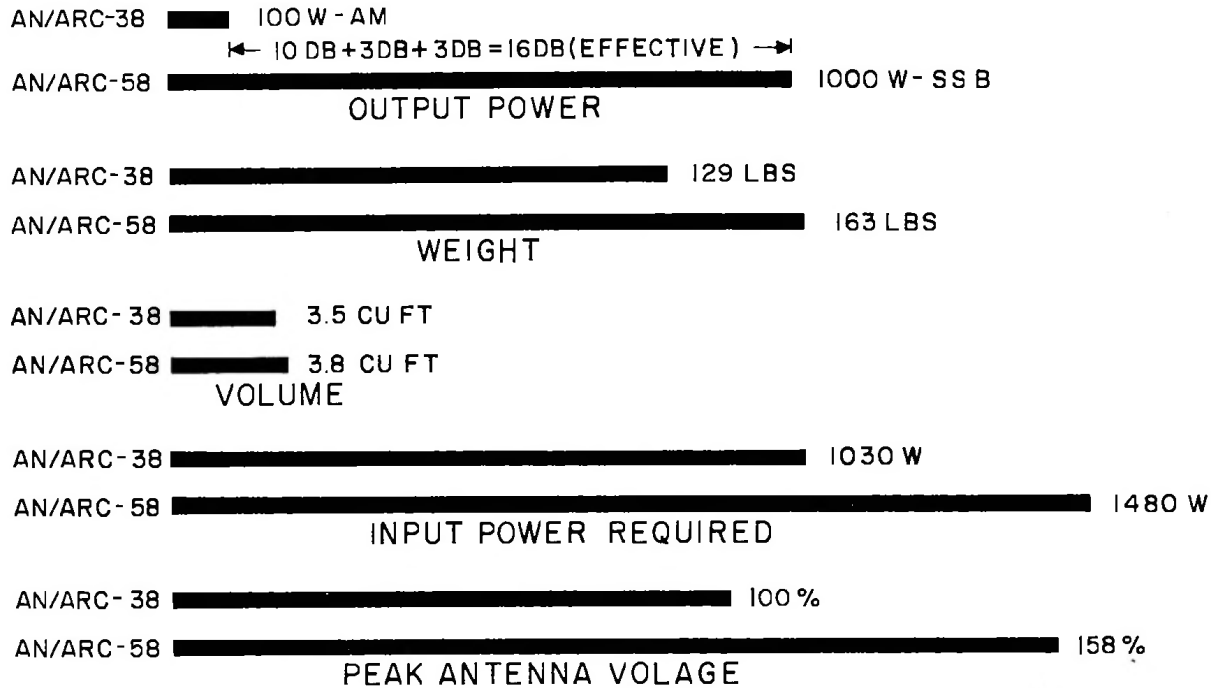 AN/ARC-38 100 W - AM
10 DB + 3DB + 3DB = 16DB (EFFECTIVE)
AN/ARC-58 1000 W - SSB
OUTPUT POWER
AN/ARC-38 129 LBS
AN/ARC-58 163 LBS
WEIGHT
AN/ARC-38 3.5 CU FT
AN/ARC-58 3.8 CU FT
VOLUME
AN/ARC-38 1030 W
AN/ARC-58 1480 W
INPUT POWER REQUIRED
AN/ARC-38 100 %
AN/ARC-58 158 %
PEAK ANTENNA VOLAGE